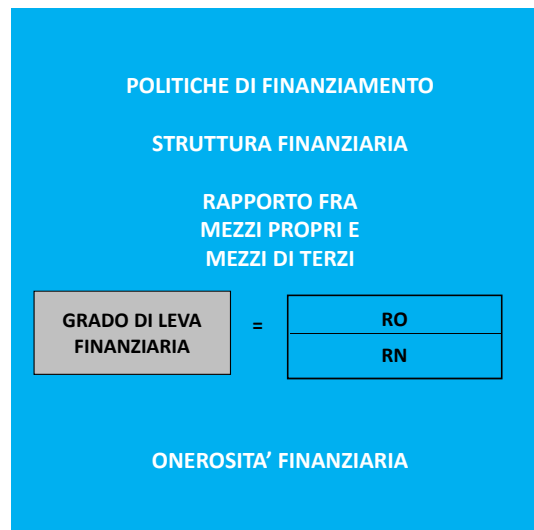 POLITICHE DI FINANZIAMENTO
STRUTTURA FINANZIARIA
RAPPORTO FRA
MEZZI PROPRI E
MEZZI DI TERZI
GRADO DI LEVA
FINANZIARIA
=
RO
RN
ONEROSITA’ FINANZIARIA